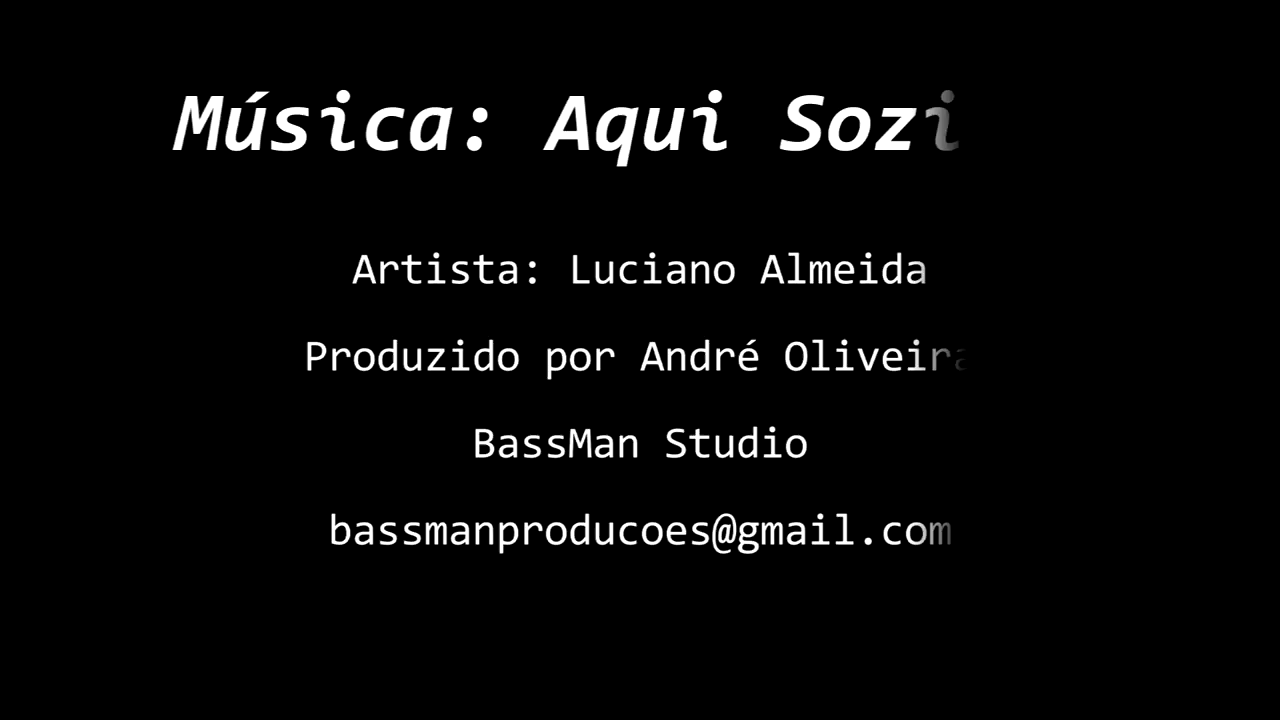 Música: Aqui Sozi
Artista: Luciano Almeida
Produzido por André Oliveira
BassMan Studio
bassmanproducoes@gmail.com